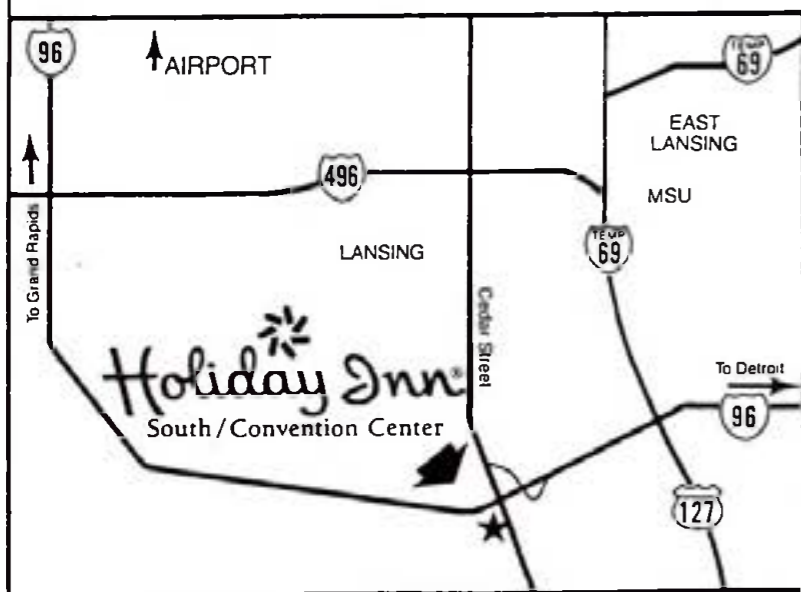 96
AIRPORT
TEMP
69
EAST
LANSING
496
MSU
To Grand Rapids
LANSING
TEMP
69
Cedar Street
Holiday Inn®
South/Convention Center
To Detroit
96
127